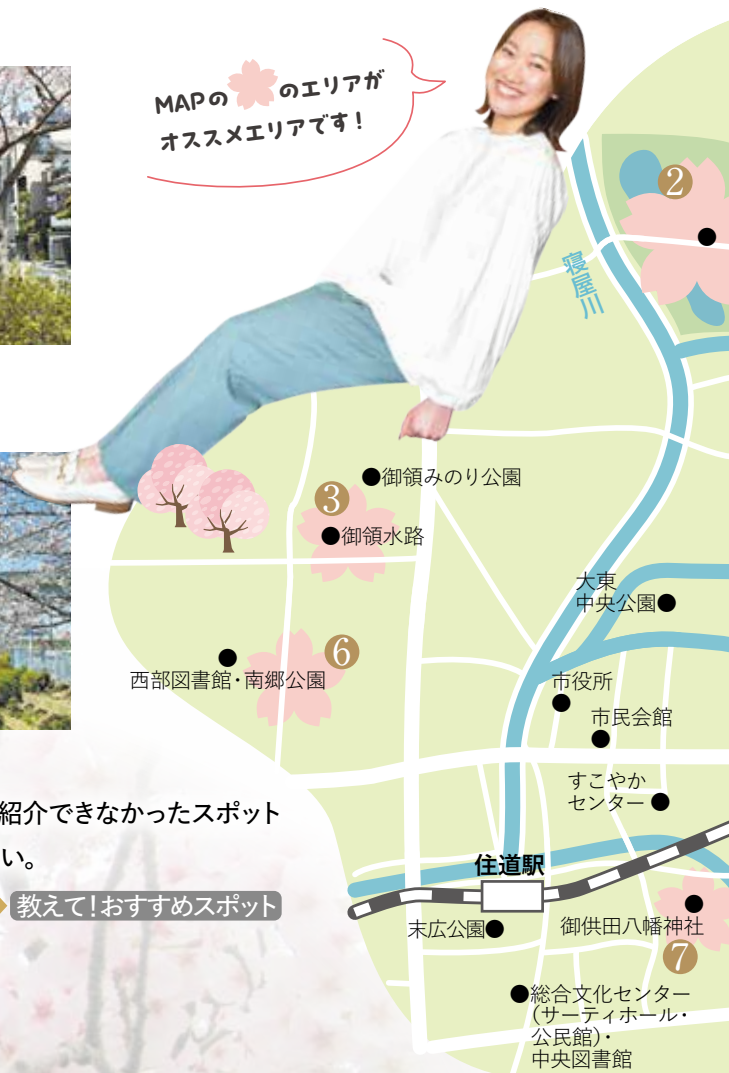 MAPの のエリアが
オススメエリアです!
2
寝屋川
御領みのり公園
3
御領水路
大東
中央公園
6
西部図書館・南郷公園
市役所
市民会館
すこやか
センター
紹介できなかったスポット
い。
教えて!おすすめスポット
住道駅
末広公園
御供田八幡神社
7
総合文化センター
(サーティホール・
公民館)・
中央図書館